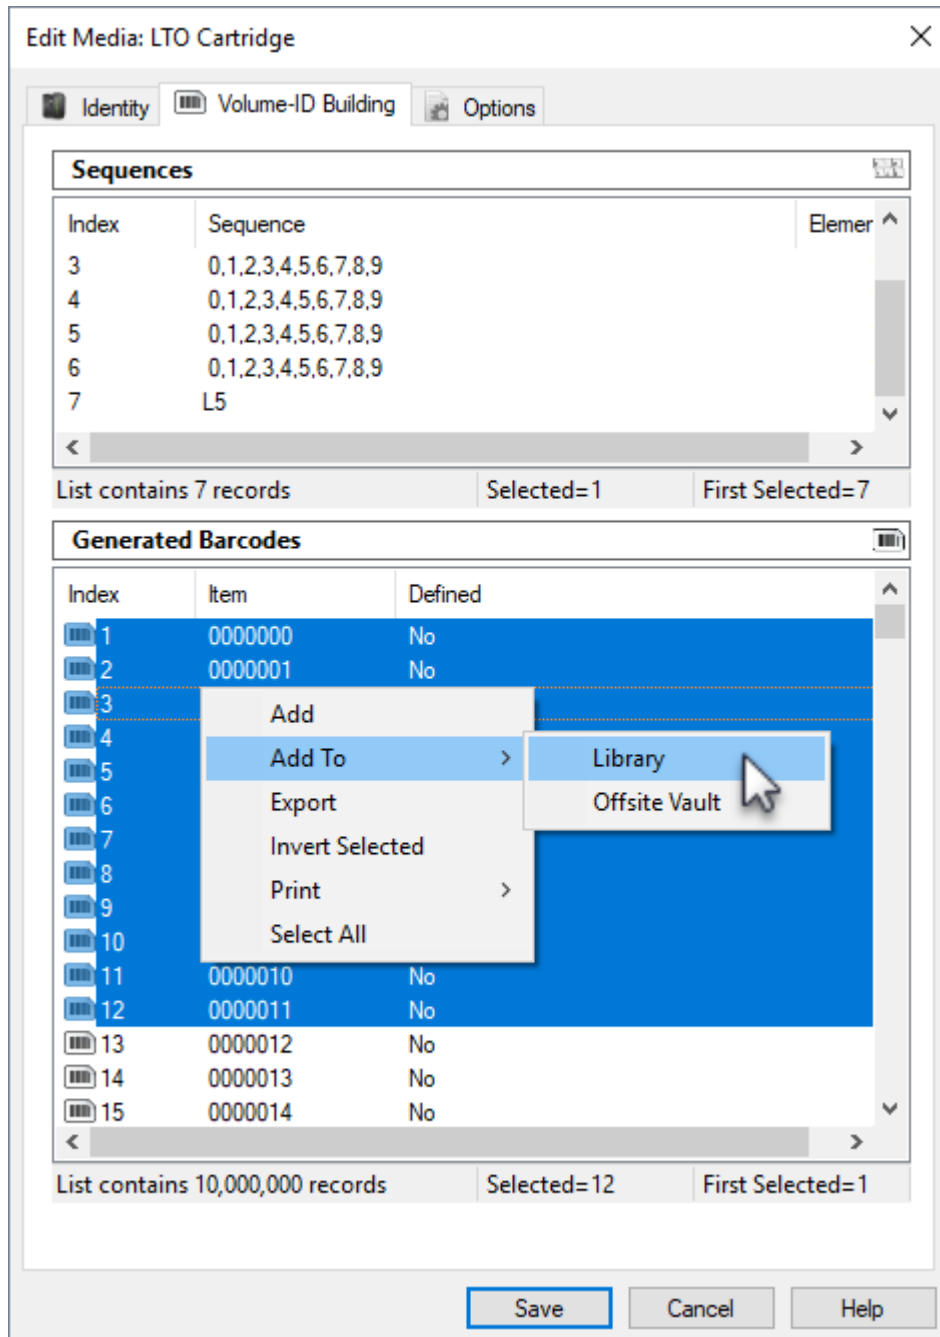 Edit Media: LTO Cartridge
Identity Volume-ID Building Options
Sequences
Index Sequence Elemer
3 0,1,2,3,4,5,6,7,8,9
4 0,1,2,3,4,5,6,7,8,9
5 0,1,2,3,4,5,6,7,8,9
6 0,1,2,3,4,5,6,7,8,9
7 L5
List contains 7 records Selected=1 First Selected=7
Generated Barcodes
Index Item Defined
1 0000000 No
2 0000001 No
3
4
5
6
7
8
9
10
Add
Add To
Export
Invert Selected
Print
Select All
Library
Offsite Vault
11 0000010 No
12 0000011 No
13 0000012 No
14 0000013 No
15 0000014 No
List contains 10,000,000 records Selected=12 First Selected=1
Save Cancel Help